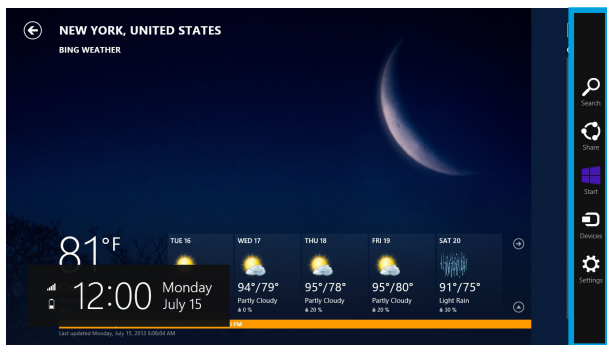 NEW YORK, UNITED STATES
BING WEATHER
Search
Share
Start
Devices
Settings
81°F
TUE 16
WED 17
THU 18
FRI 19
SAT 20
94°/79°
95°/78°
95°/80°
91°/75°
Partly Cloudy
Partly Cloudy
Partly Cloudy
Light Rain
0 %
20 %
20 %
30 %
12:00
Monday
July 15
PM
Last updated Monday, July 15, 2013 6:06:04 AM